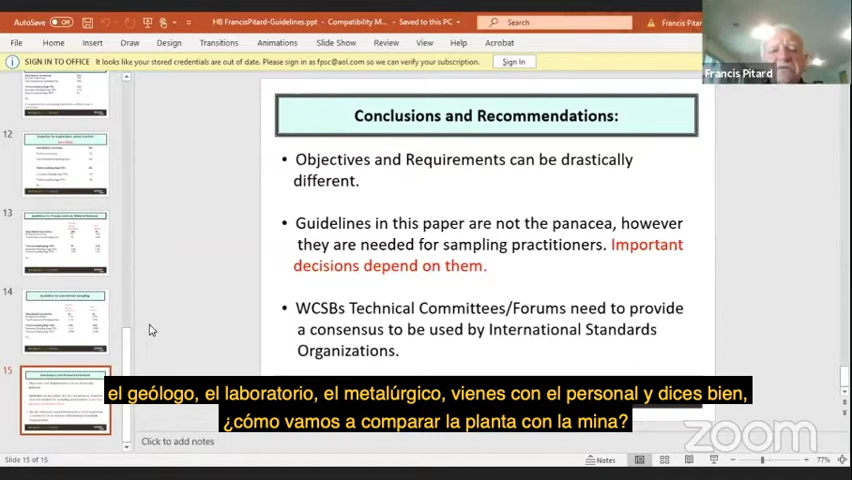 AutoSave Off
HB FrancisPitard-Guidelines.ppt - Compatibility M... - Saved to this PC
Search
Francis Pitard
File Home Insert Draw Design Transitions Animations Slide Show Review View Help Acrobat
SIGN IN TO OFFICE It looks like your stored credentials are out of date. Please sign in as fpsc@aol.com so we can verify your subscription. Sign In
Francis Pitard
12
13
14
15
Conclusions and Recommendations:
• Objectives and Requirements can be drastically
different.
• Guidelines in this paper are not the panacea, however
they are needed for sampling practitioners. Important
decisions depend on them.
• WCSBs Technical Committees/Forums need to provide
a consensus to be used by International Standards
Organizations.
el geólogo, el laboratorio, el metalúrgico, vienes con el personal y dices bien,
¿cómo vamos a comparar la planta con la mina?
Click to add notes
zoom
Slide 15 of 15
Notes
77%